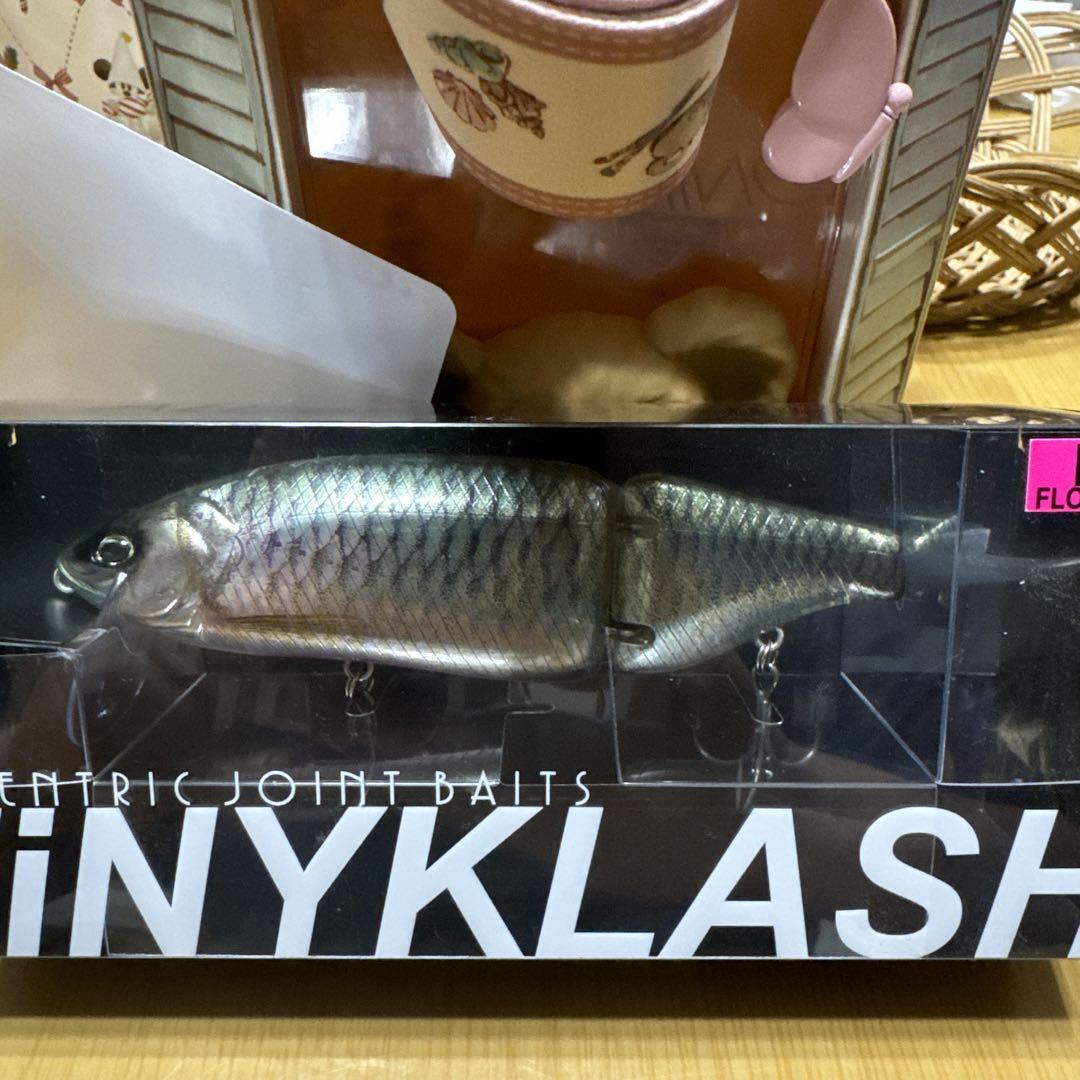 FLO
ENTRIC JOINT BAITS
iNYKLASH